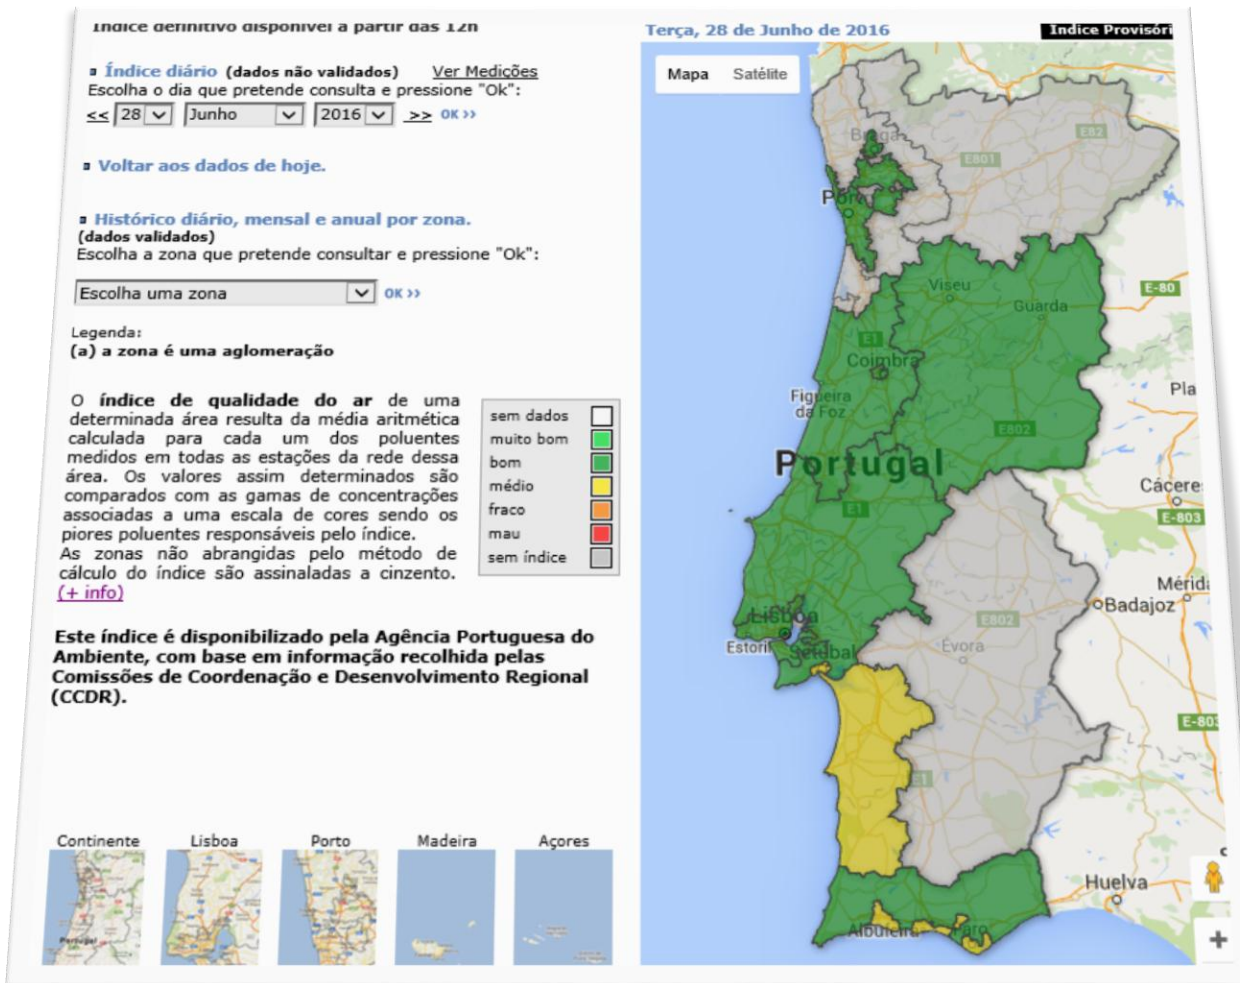 Índice definitivo disponível a partir das 12h
Índice diário (dados não validados) Ver Medições
Escolha o dia que pretende consulta e pressione "Ok":
<< 28 Junho 2016 >> OK >>
Voltar aos dados de hoje.
Histórico diário, mensal e anual por zona.
(dados validados)
Escolha a zona que pretende consultar e pressione "Ok":
Escolha uma zona OK >>
Legenda:
(a) a zona é uma aglomeração
O índice de qualidade do ar de uma
determinada área resulta da média aritmética
calculada para cada um dos poluentes
medidos em todas as estações da rede dessa
área. Os valores assim determinados são
comparados com as gamas de concentrações
associadas a uma escala de cores sendo os
piores poluentes responsáveis pelo índice.
As zonas não abrangidas pelo método de
cálculo do índice são assinaladas a cinzento.
(+ info)
sem dados
muito bom
bom
médio
fraco
mau
sem índice
Este índice é disponibilizado pela Agência Portuguesa do
Ambiente, com base em informação recolhida pelas
Comissões de Coordenação e Desenvolvimento Regional
(CCDR).
Continente
Lisboa
Porto
Madeira
Açores
Portugal
Terça, 28 de Junho de 2016
Indice Provisóri
Mapa Satélite
Braga
E82
E801
Viseu
E-80
Guarda
E1
Coimbra
Figueira
da Foz
Pla
E802
Portugal
Cácere
E1
E-803
Mérida
Badajoz
Lisboa
E802
Estoril
Setúbal
Évora
E-803
E1
Huelva
Albufeira
Faro
+